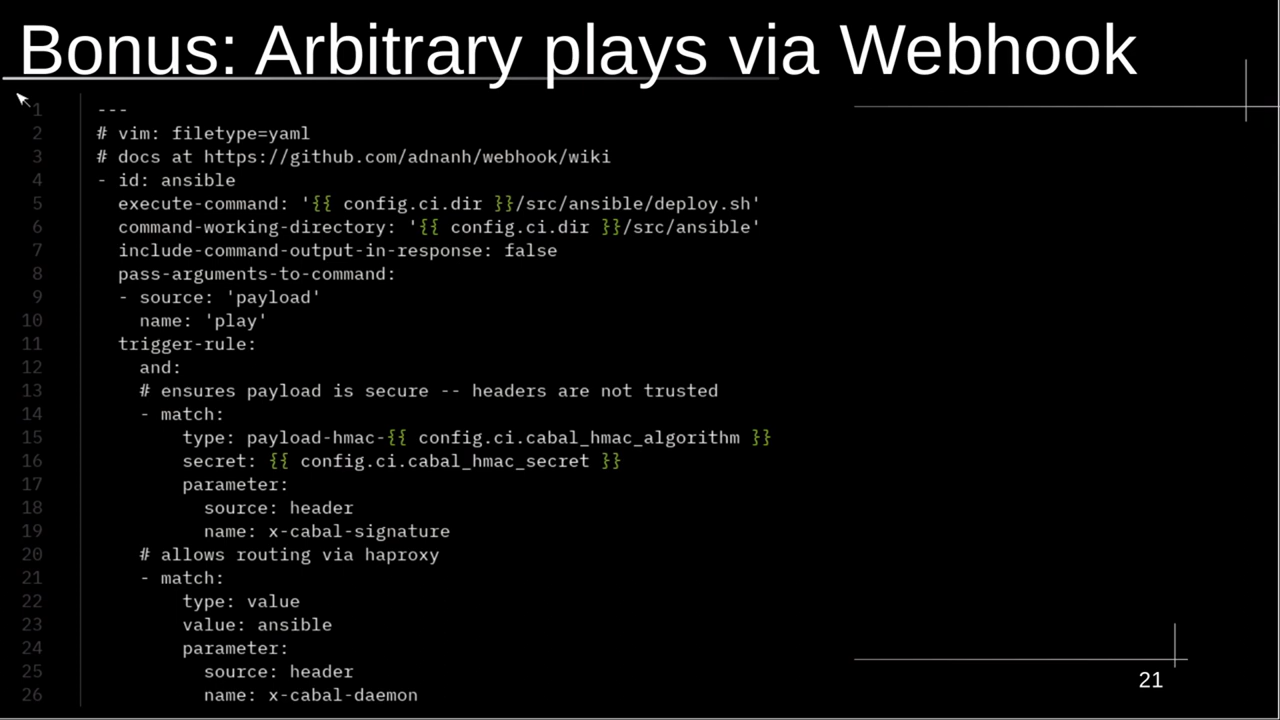 Bonus: Arbitrary plays via Webhook
1 ---
2 # vim: filetype=yaml
3 # docs at https://github.com/adnanh/webhook/wiki
4 - id: ansible
5   execute-command: '{{ config.ci.dir }}/src/ansible/deploy.sh'
6   command-working-directory: '{{ config.ci.dir }}/src/ansible'
7   include-command-output-in-response: false
8   pass-arguments-to-command:
9   - source: 'payload'
10     name: 'play'
11   trigger-rule:
12     and:
13     # ensures payload is secure -- headers are not trusted
14     - match:
15         type: payload-hmac-{{ config.ci.cabal_hmac_algorithm }}
16         secret: {{ config.ci.cabal_hmac_secret }}
17         parameter:
18           source: header
19           name: x-cabal-signature
20     # allows routing via haproxy
21     - match:
22         type: value
23         value: ansible
24         parameter:
25           source: header
26           name: x-cabal-daemon
21